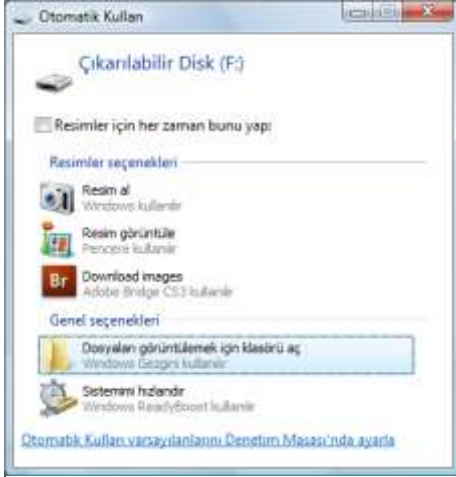 Otomatik Kullan
Çıkarılabilir Disk (F:)
Resimler için her zaman bunu yap:
Resimler seçenekleri
Resim al
Windows kullanılır
Resim görüntüle
Pencere kullanılır
Br
Download images
Adobe Bridge CS3 kullanılır
Genel seçenekleri
Dosyaları görüntülemek için klasörü aç
Windows Gezgini kullanılır
Sistemimi hızlandır
Windows ReadyBoost kullanılır
Otomatik Kullan varsayılanlarını Denetim Masası'nda ayarla